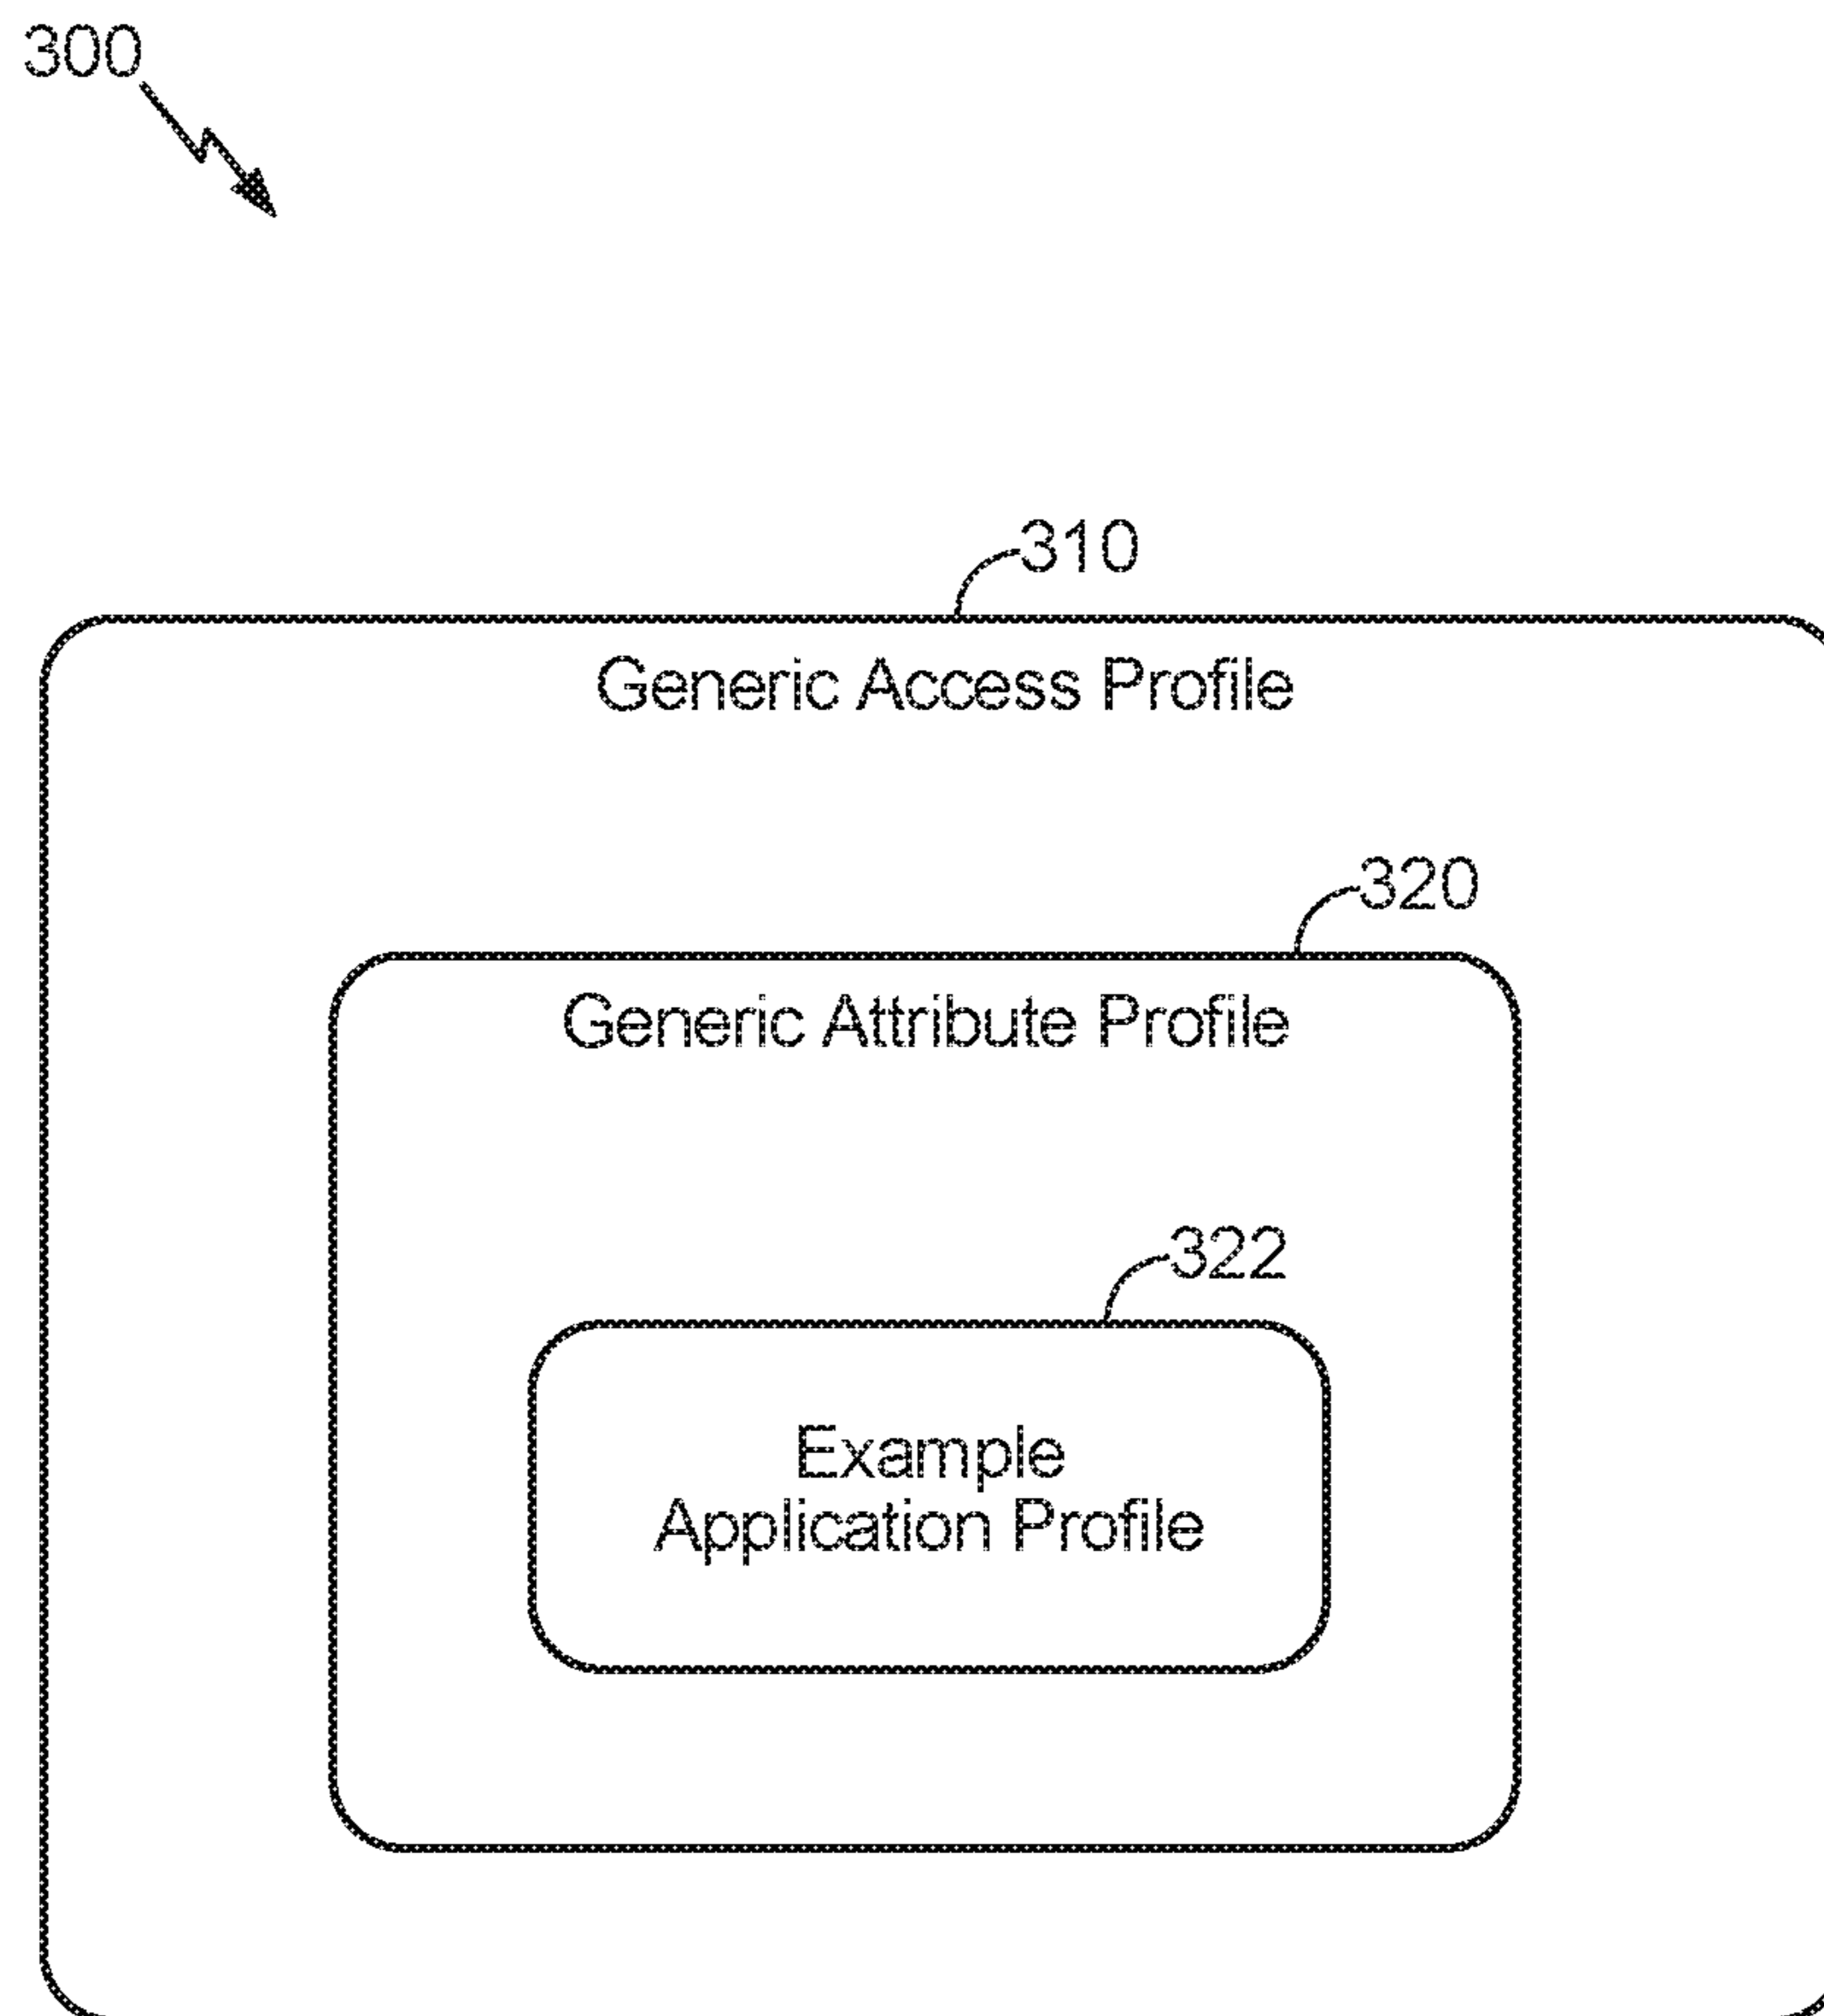 300
310
Generic Access Profile
320
Generic Attribute Profile
322
Example
Application Profile